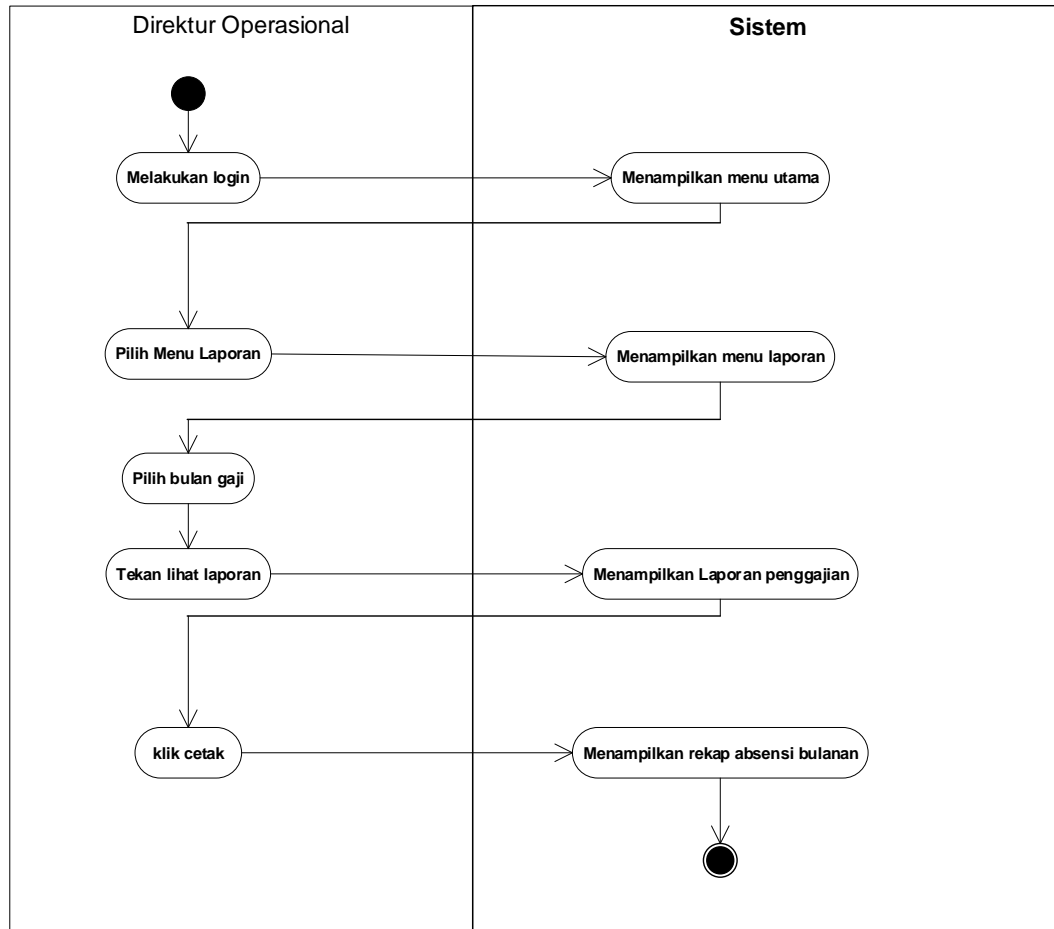 Direktur Operasional
Sistem
Melakukan login
Menampilkan menu utama
Pilih Menu Laporan
Menampilkan menu laporan
Pilih bulan gaji
Tekan lihat laporan
Menampilkan Laporan penggajian
klik cetak
Menampilkan rekap absensi bulanan